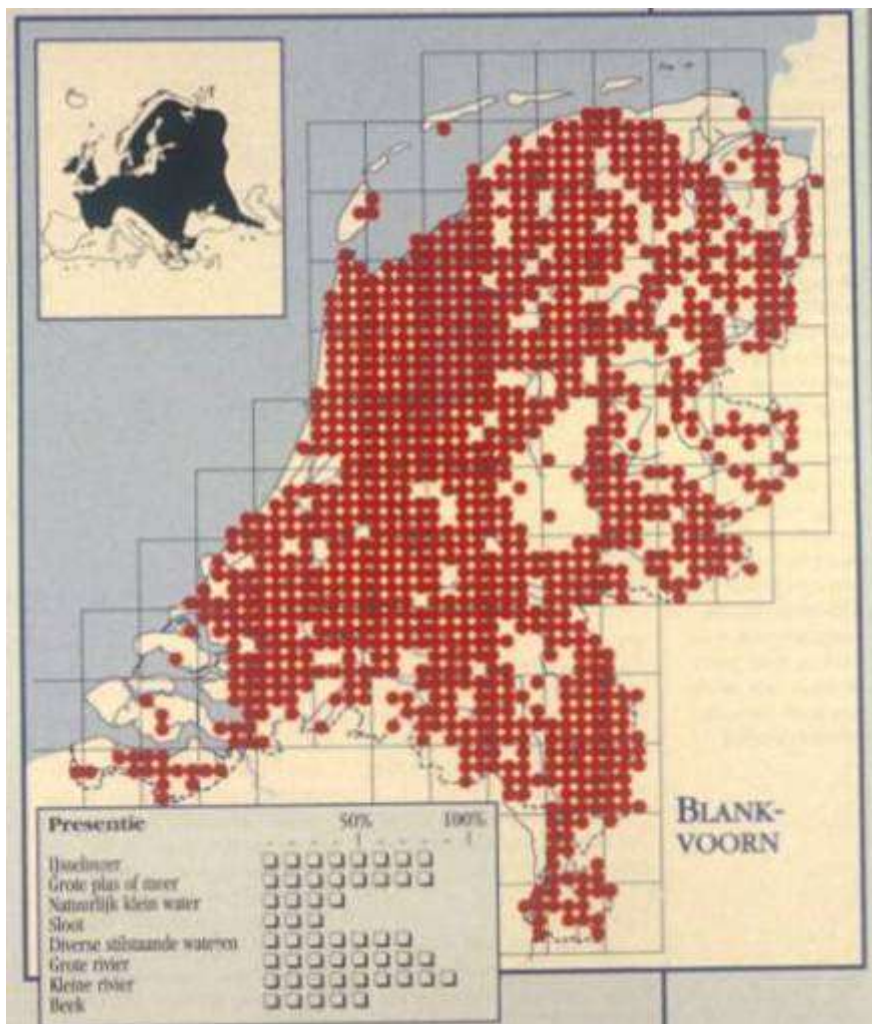 BLANK-
VOORN
Presentie 50% 100%
IJsselmeer
Grote plas of meer
Natuurlijk klein water
Sloot
Diverse stilstaande wateren
Grote rivier
Kleine rivier
Beek